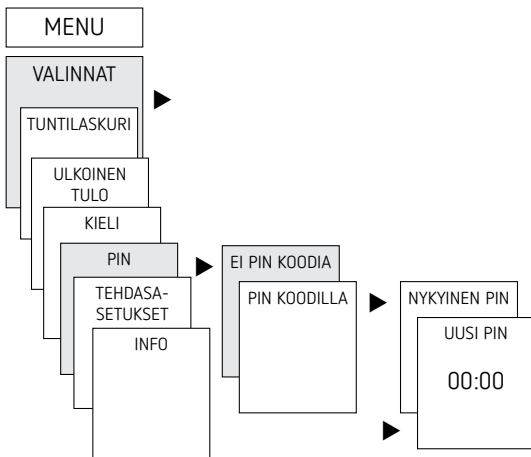 MENU
VALINNAT
TUNTILASKURI
ULKOINEN
TULO
KIELI
PIN
TEHDASA-
SETUKSET
INFO
EI PIN KOODIA
PIN KOODILLA
NYKYINEN PIN
UUSI PIN
00:00